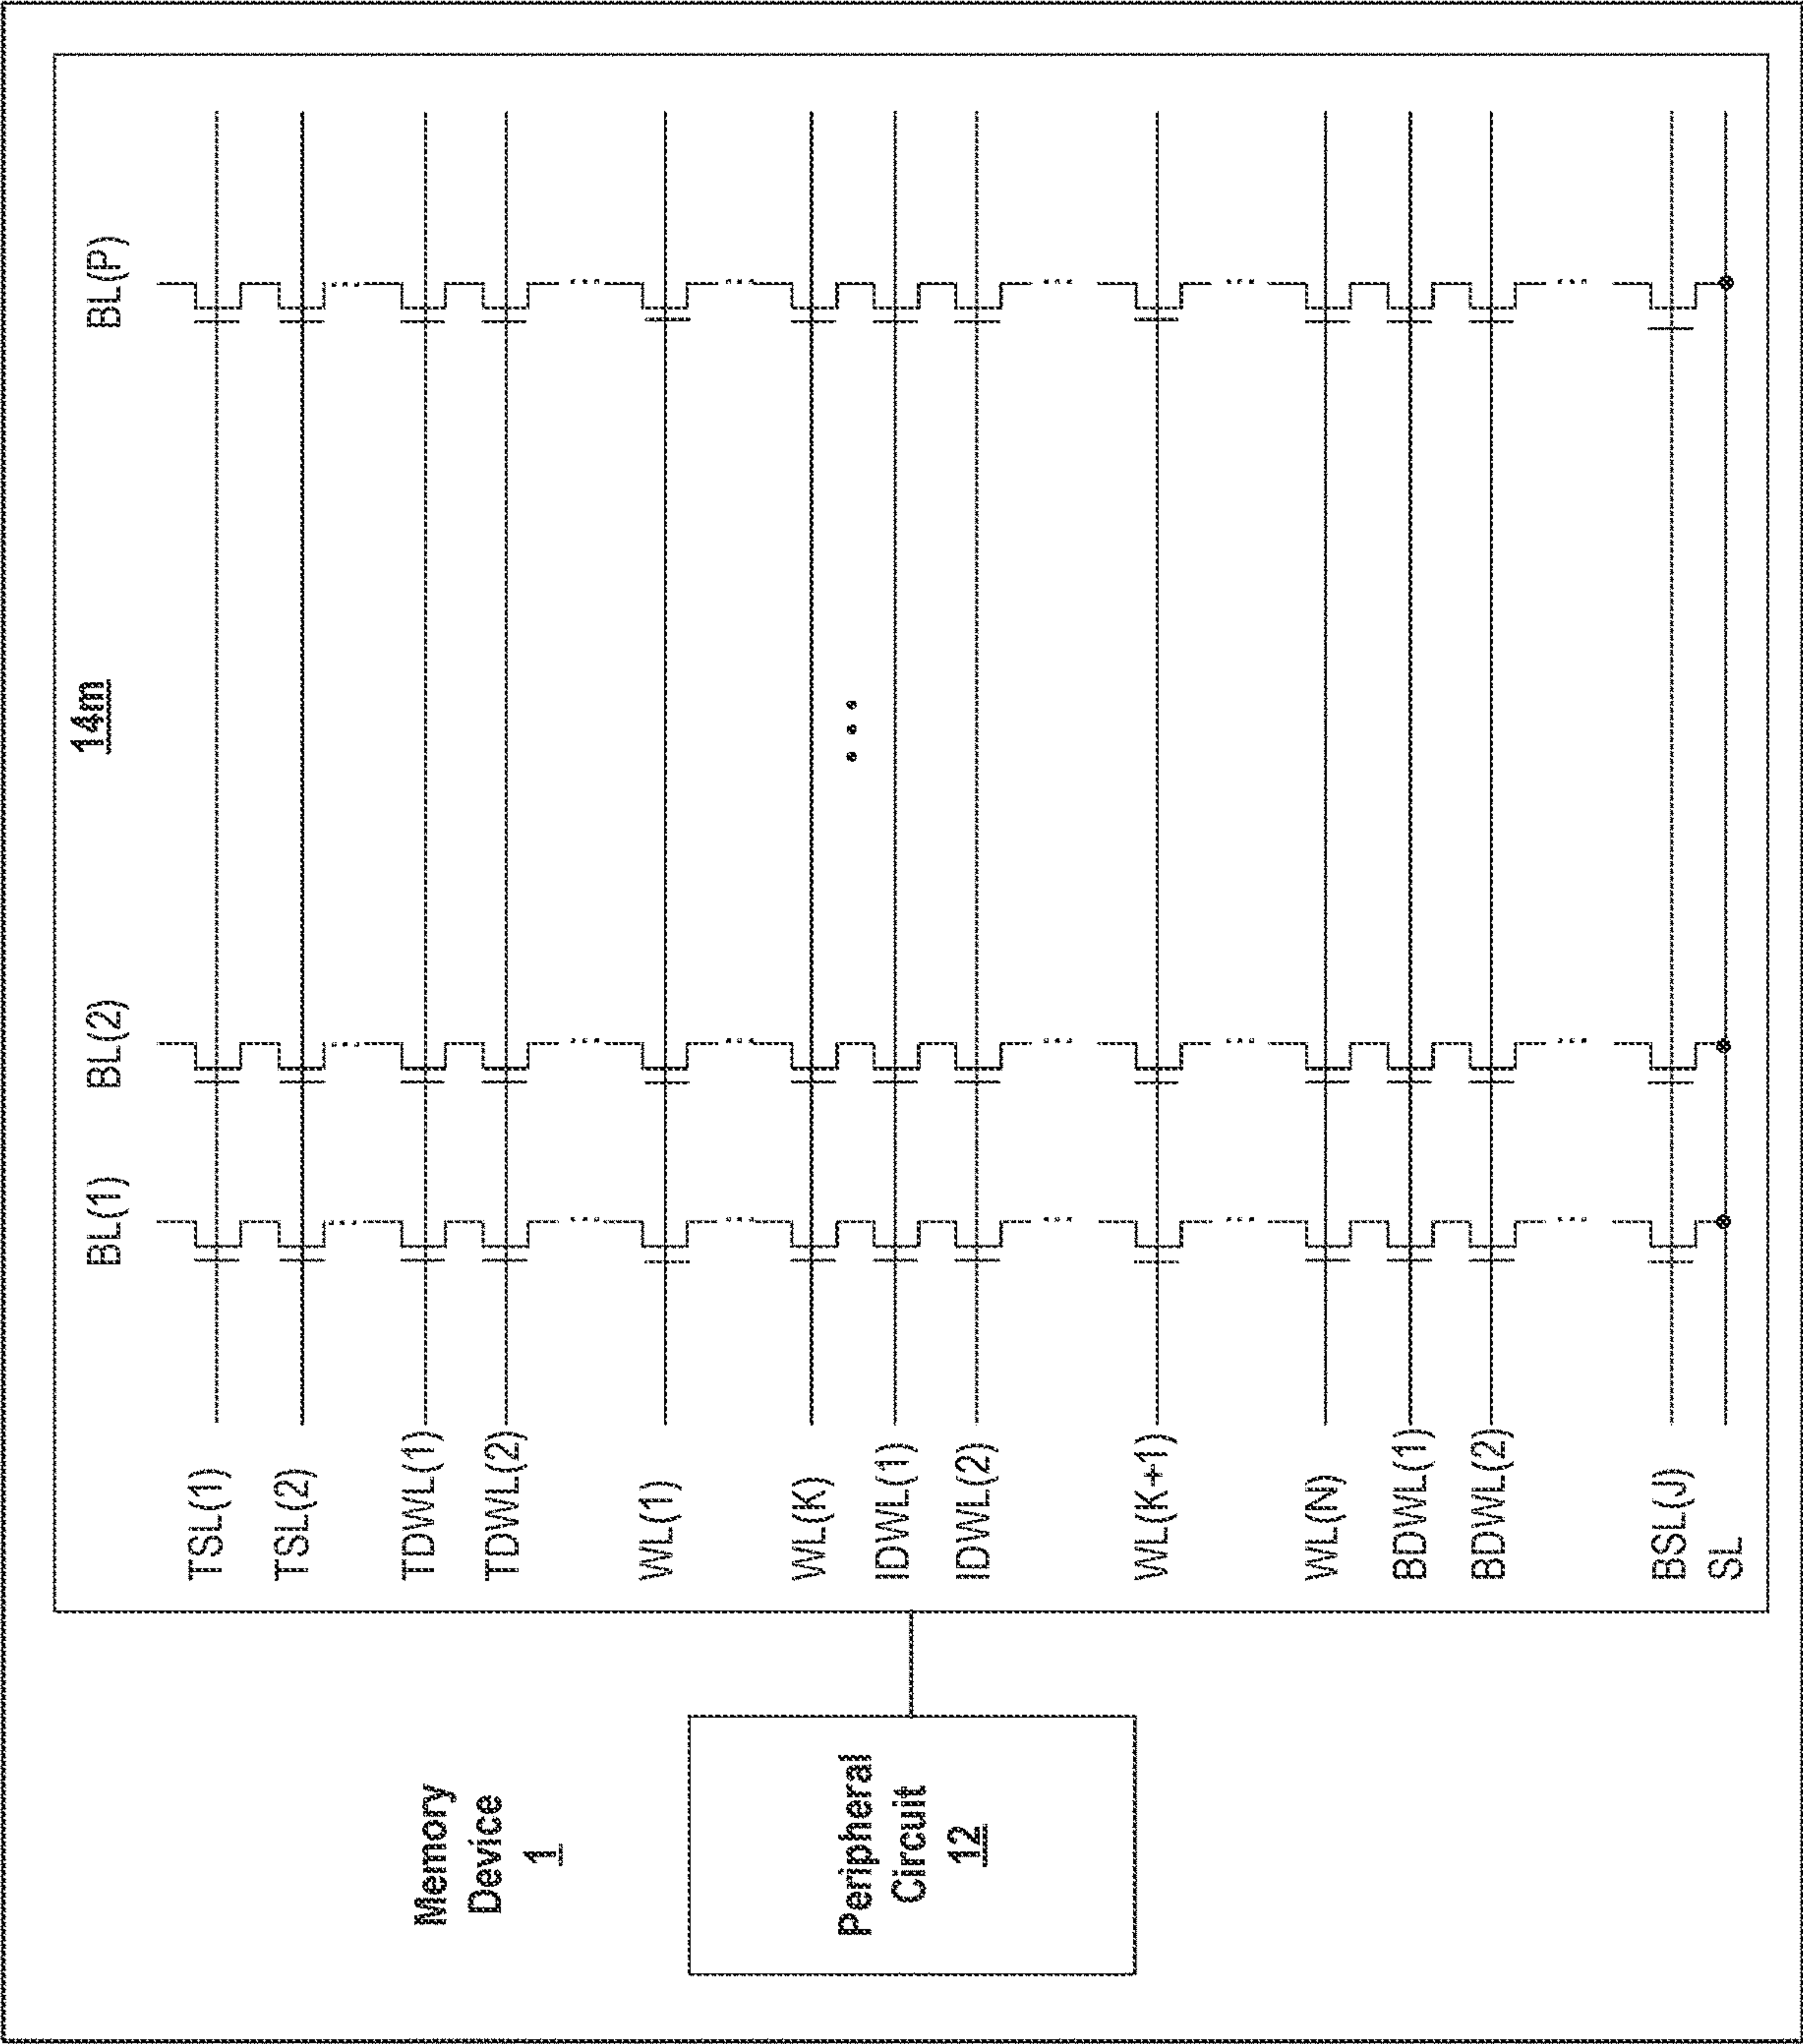 Memory
Device
1
Peripheral
Circuit
12
14m
BL(1)
BL(2)
BL(P)
TSL(1)
TSL(2)
TDWL(1)
TDWL(2)
WL(1)
WL(K)
IDWL(1)
IDWL(2)
WL(K+1)
WL(N)
BDWL(1)
BDWL(2)
BSL(J)
SL